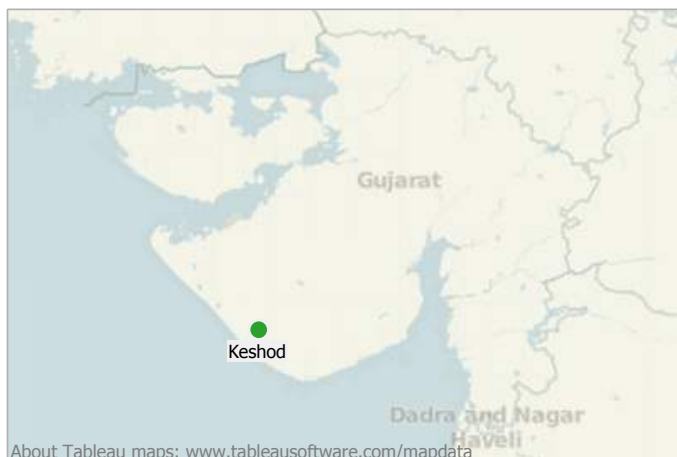 Gujarat
Keshod
Dadra and Nagar
Haveli
About Tableau maps: www.tableausoftware.com/mapdata